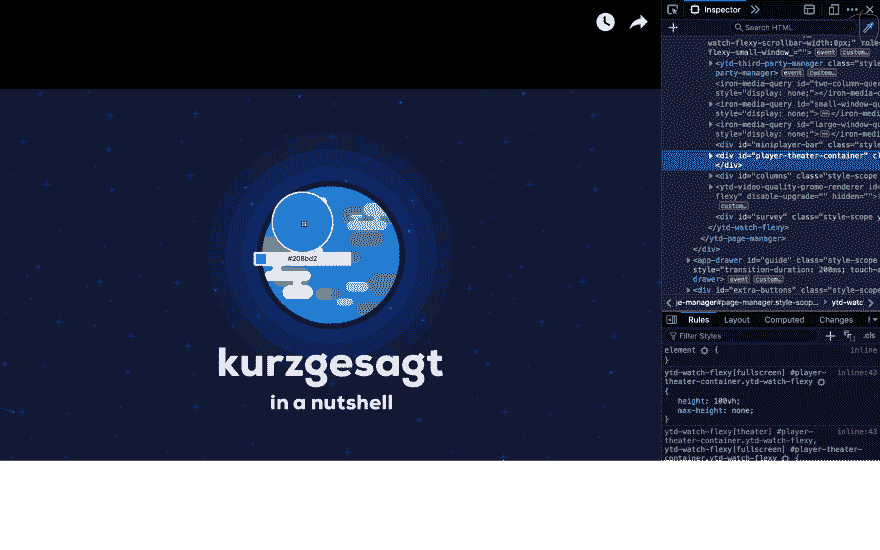 Inspector
Search HTML
watch-flexy-scrollbar-width:0px;" role=
flexy-small-window_=""> event custom…
<ytd-third-party-manager class="style-
party-manager> event custom…
<iron-media-query id="two-column-que
style="display: none;"></iron-media-
<iron-media-query id="small-window-qu
style="display: none;"> </iron-media
<iron-media-query id="large-window-qu
style="display: none;"> </iron-media
<div id="miniplayer-bar" class="style
<div id="player-theater-container" cl
</div>
<div id="columns" class="style-scope
<ytd-video-quality-promo-renderer id=
flexy" disable-upgrade="" hidden="">
custom…
<div id="survey" class="style-scope y
</ytd-watch-flexy>
</ytd-page-manager>
</div>
<app-drawer id="guide" class="style-scope
style="transition-duration: 200ms; touch-a
drawer> event custom…
<div id="extra-buttons" class="style-scope
ge-manager#page-manager.style-scop… ytd-watc
Rules Layout Computed Changes
Filter Styles .cls
element { inline
}
ytd-watch-flexy[fullscreen] #player- inline:43
theater-container.ytd-watch-flexy
{
height: 100vh;
max-height: none;
}
ytd-watch-flexy[theater] #player- inline:43
theater-container.ytd-watch-flexy,
ytd-watch-flexy[fullscreen] #player-theater-
container.ytd-watch-flexy {
#208bd2
kurzgesagt
in a nutshell